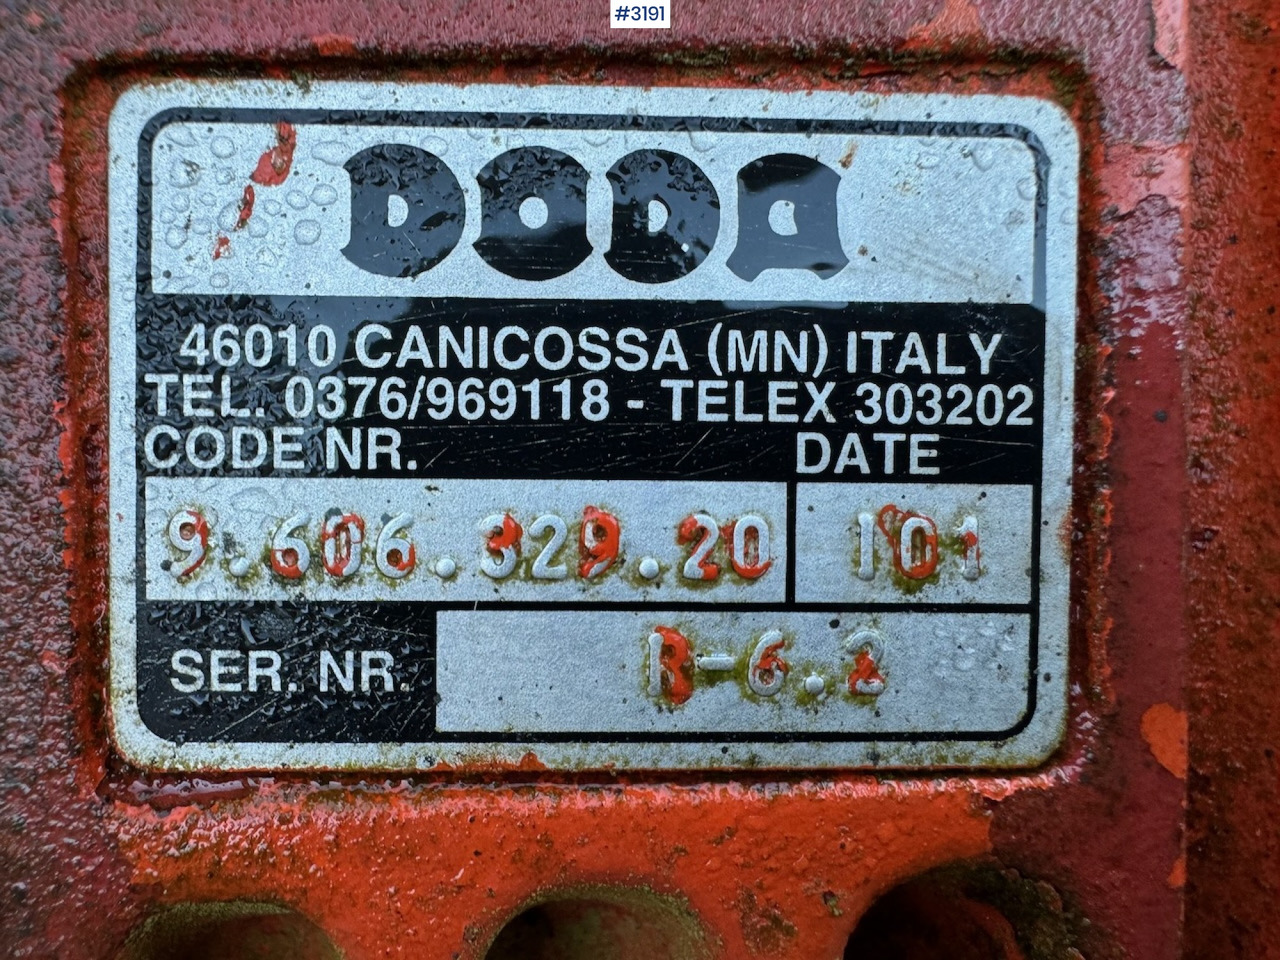 #3191
DODA
46010 CANICOSSA (MN) ITALY
TEL. 0376/969118 - TELEX 303202
CODE NR. DATE
9.606.329.20 101
SER. NR. R-6.2